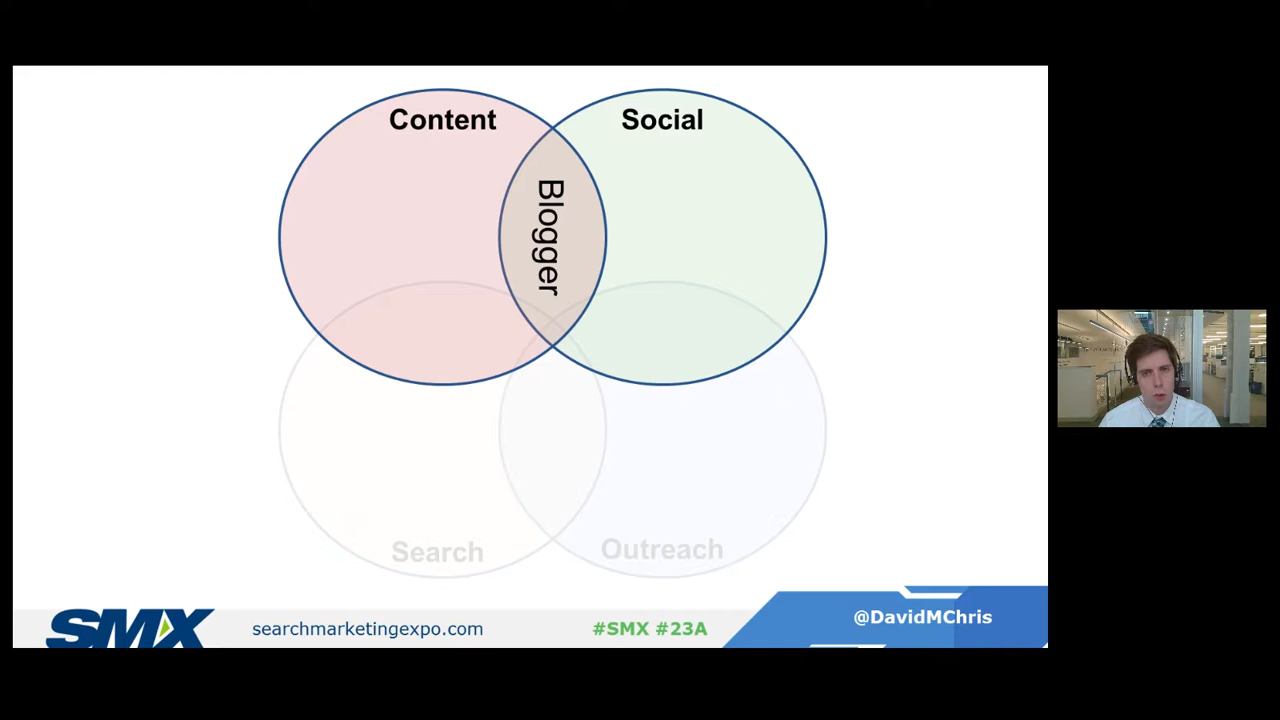 Content
Social
Blogger
Search
Outreach
SMX
searchmarketingexpo.com
#SMX #23A
@DavidMChris